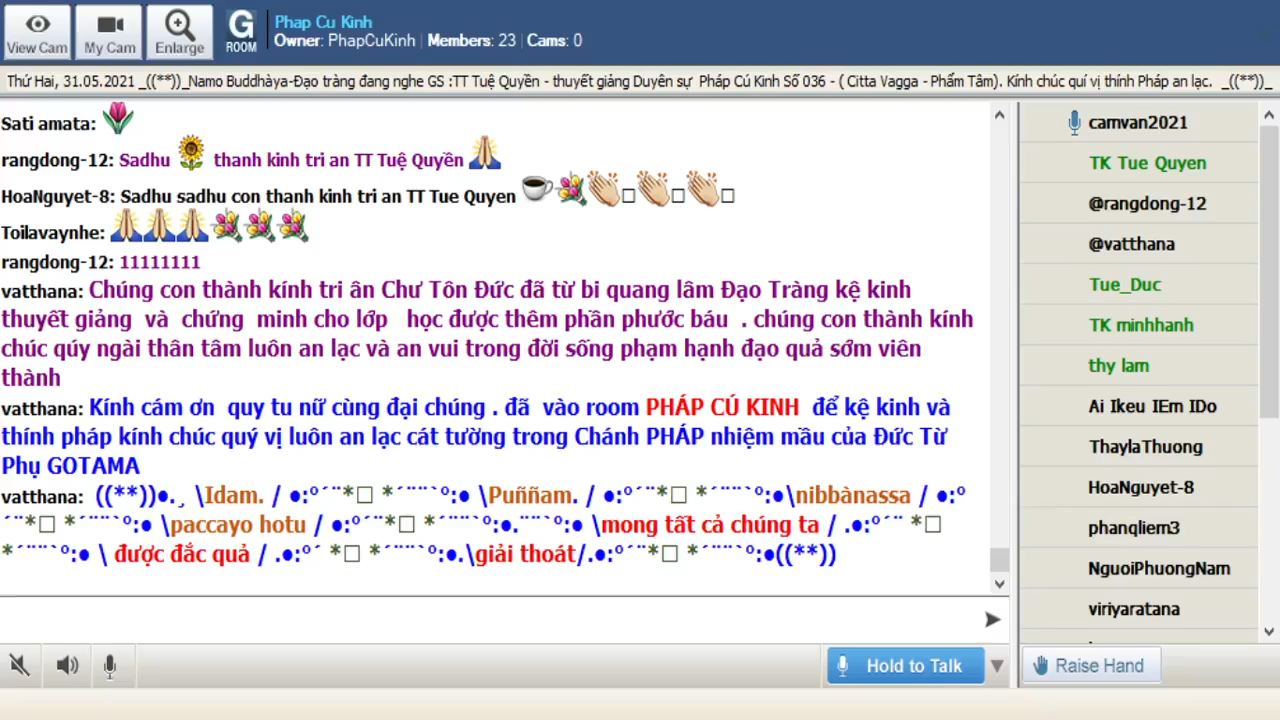 View Cam
My Cam
Enlarge
G
ROOM
Phap Cu Kinh
Owner: PhapCuKinh | Members: 23 | Cams: 0
Thứ Hai, 31.05.2021 _((**))_Namo Buddhàya-Đạo tràng đang nghe GS :TT Tuệ Quyền - thuyết giảng Duyên sự Pháp Cú Kinh Số 036 - ( Citta Vagga - Phẩm Tâm). Kính chúc quí vị thính Pháp an lạc. _((**))_
Sati amata:
rangdong-12: Sadhu thanh kinh tri an TT Tuệ Quyền
HoaNguyet-8: Sadhu sadhu con thanh kinh tri an TT Tue Quyen
Toilavaynhe:
rangdong-12: 11111111
vatthana: Chúng con thành kính tri ân Chư Tôn Đức đã từ bi quang lâm Đạo Tràng kệ kinh
thuyết giảng và chứng minh cho lớp học được thêm phần phước báu . chúng con thành kính
chúc qúy ngài thân tâm luôn an lạc và an vui trong đời sống phạm hạnh đạo quả sớm viên
thành
vatthana: Kính cám ơn quy tu nữ cùng đại chúng . đã vào room PHÁP CÚ KINH để kệ kinh và
thính pháp kính chúc quý vị luôn an lạc cát tường trong Chánh PHÁP nhiệm mầu của Đức Từ
Phụ GOTAMA
vatthana: ((**))●.¸ \Idam. / ●:º´¨*□ *´¨¨`º:● \Puññam. / ●:º´¨*□ *´¨¨`º:●\nibbànassa / ●:º
´¨*□ *´¨¨`º:● \paccayo hotu / ●:º´¨*□ *´¨¨`º:●.¨¨`º:● \mong tất cả chúng ta / .●:º´¨ *□
*´¨¨`º:● \ được đắc quả / .●:º´ *□ *´¨¨`º:●.\giải thoát/.●:º´¨*□ *´¨¨`º:●((**))
Hold to Talk
camvan2021
TK Tue Quyen
@rangdong-12
@vatthana
Tue_Duc
TK minhhanh
thy lam
Ai Ikeu IEm IDo
ThaylaThuong
HoaNguyet-8
phanqliem3
NguoiPhuongNam
viriyaratana
Raise Hand